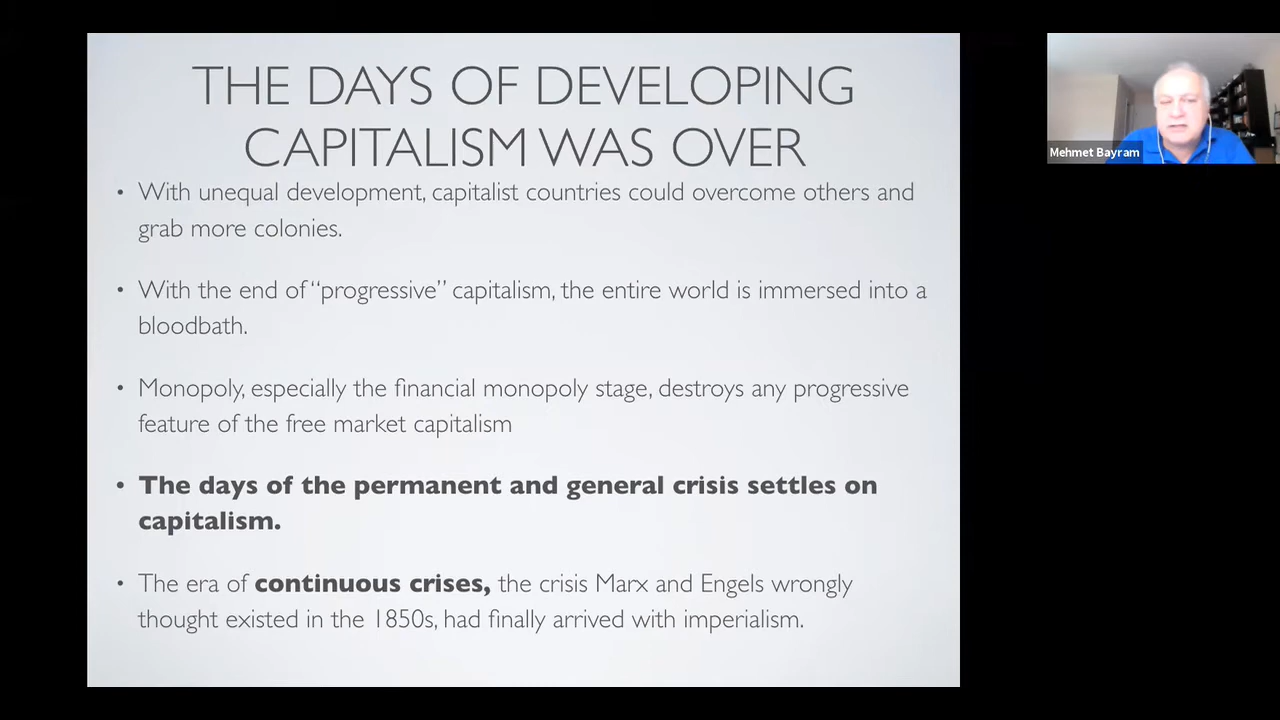 THE DAYS OF DEVELOPING
CAPITALISM WAS OVER
• With unequal development, capitalist countries could overcome others and
grab more colonies.
• With the end of “progressive” capitalism, the entire world is immersed into a
bloodbath.
• Monopoly, especially the financial monopoly stage, destroys any progressive
feature of the free market capitalism
• The days of the permanent and general crisis settles on
capitalism.
• The era of continuous crises, the crisis Marx and Engels wrongly
thought existed in the 1850s, had finally arrived with imperialism.
Mehmet Bayram